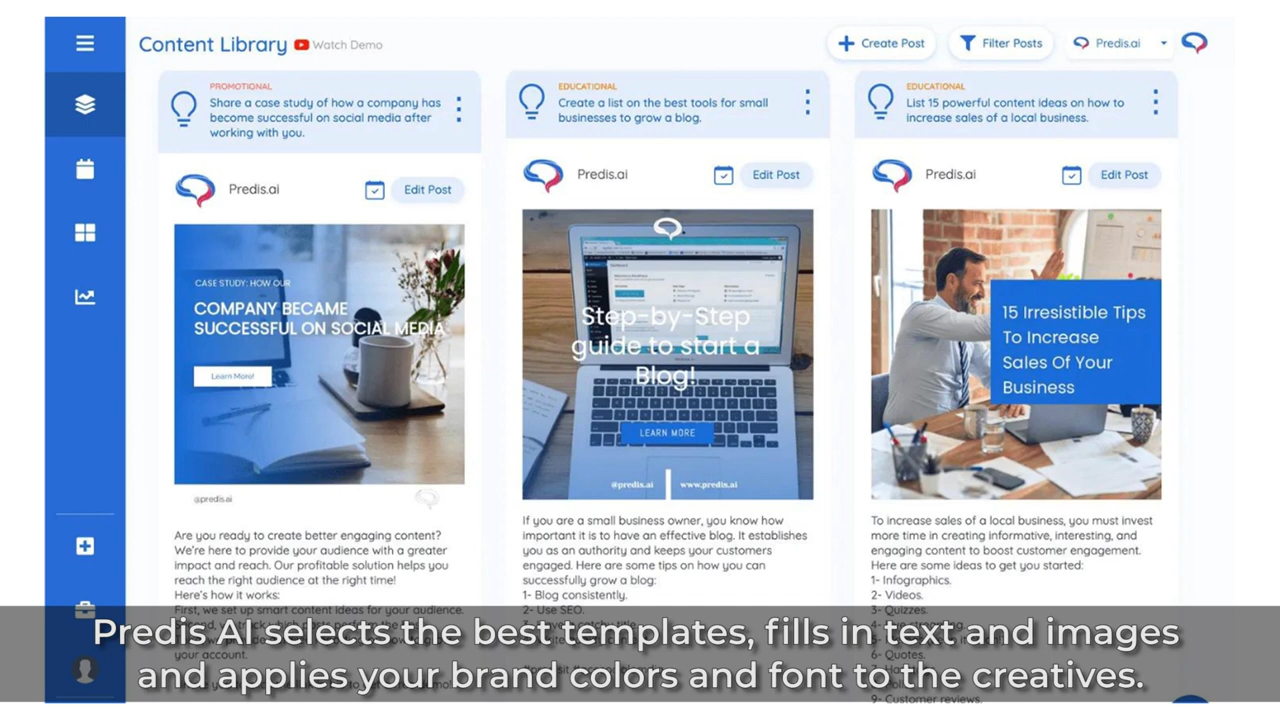 Content Library
Watch Demo
Create Post
Filter Posts
Predis.ai
PROMOTIONAL
Share a case study of how a company has
become successful on social media after
working with you.
Predis.ai
Edit Post
CASE STUDY: HOW OUR
COMPANY BECAME
SUCCESSFUL ON SOCIAL MEDIA
Learn More!
@predis.ai
Are you ready to create better engaging content?
We're here to provide your audience with a greater
impact and reach. Our profitable solution helps you
reach the right audience at the right time!
Here's how it works:
First, we set up smart content ideas for your audience.
your account.
EDUCATIONAL
Create a list on the best tools for small
businesses to grow a blog.
Predis.ai
Edit Post
Step-by-Step
guide to start a
Blog!
LEARN MORE
@predis.ai
www.predis.ai
If you are a small business owner, you know how
important it is to have an effective blog. It establishes
you as an authority and keeps your customers
engaged. Here are some tips on how you can
successfully grow a blog:
1- Blog consistently.
2- Use SEO.
EDUCATIONAL
List 15 powerful content ideas on how to
increase sales of a local business.
Predis.ai
Edit Post
15 Irresistible Tips
To Increase
Sales Of Your
Business
To increase sales of a local business, you must invest
more time in creating informative, interesting, and
engaging content to boost customer engagement.
Here are some ideas to get you started:
1- Infographics.
2- Videos.
3- Quizzes.
6- Quotes.
9- Customer reviews.
Predis AI selects the best templates, fills in text and images
and applies your brand colors and font to the creatives.